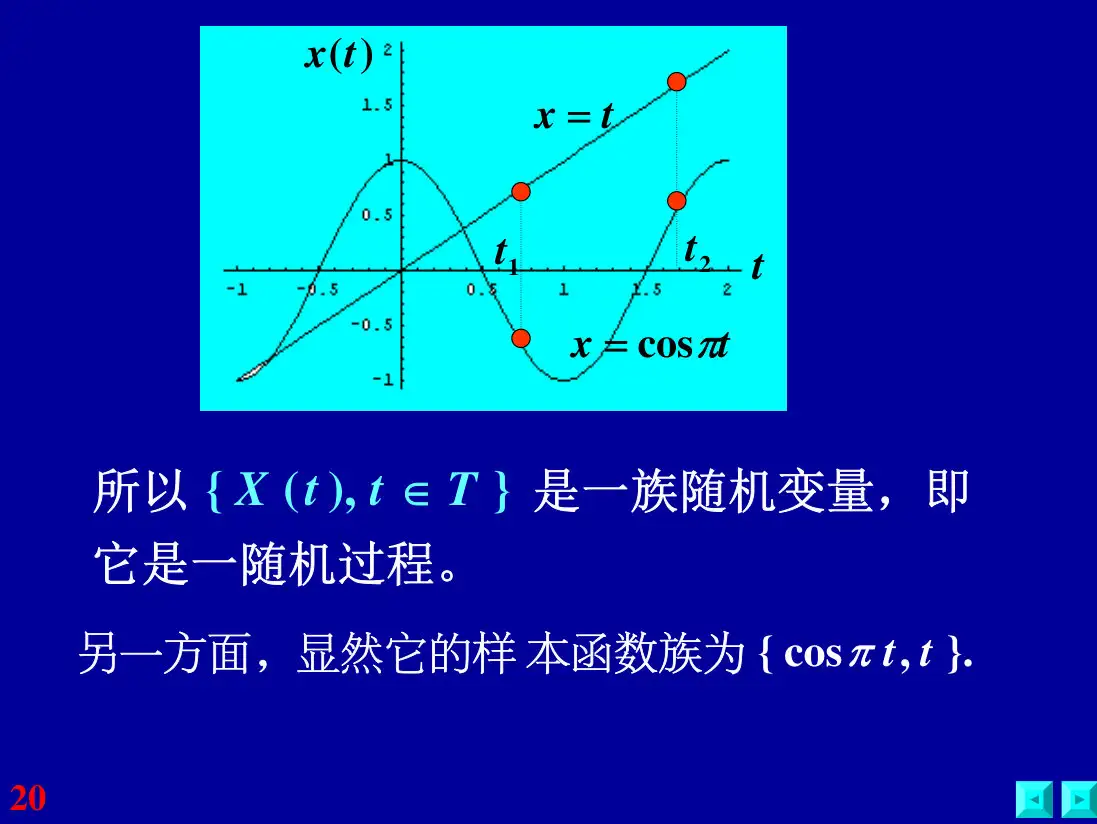 x(t)
2
1.5
1
0.5
-0.5
-1
-1 -0.5 0.5 1 1.5 2
x = t
t₁
t₂
t
x = cosπt
所以 { X (t), t ∈ T } 是一族随机变量，即
它是一随机过程。
另一方面，显然它的样本函数族为 { cosπt, t }.
20